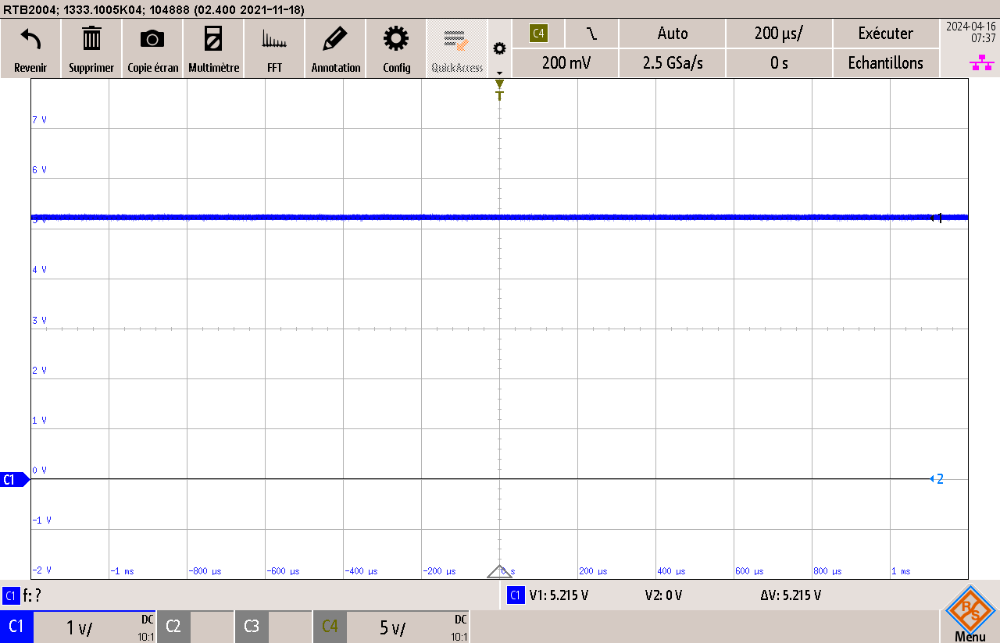 RTB2004; 1333.1005K04; 104888 (02.400 2021-11-18)
Revenir
Supprimer
Copie écran
Multimètre
FFT
Annotation
Config
C4
Auto
200 µs/
Exécuter
200 mV
2.5 GSa/s
0 s
Echantillons
2024-04-16
07:37
T
7 V
6 V
5 V
4 V
3 V
2 V
1 V
0 V
-1 V
-2 V
1
C1
2
-1 ms
-800 µs
-600 µs
-400 µs
-200 µs
0 s
200 µs
400 µs
600 µs
800 µs
1 ms
C1 f: ?
C1 V1: 5.215 V V2: 0 V ΔV: 5.215 V
C1 1 v/ DC 10:1
C2
C3
C4 5 v/ DC 10:1
R S
Menu